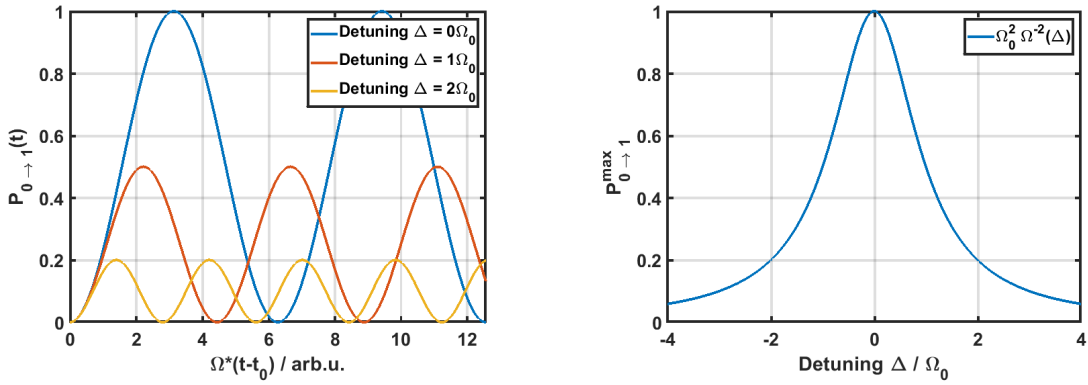 1
0.8
0.6
0.4
0.2
0
P0 → 1(t)
Detuning Δ = 0Ω0
Detuning Δ = 1Ω0
Detuning Δ = 2Ω0
0 2 4 6 8 10 12
Ω*(t-t0) / arb.u.
1
0.8
0.6
0.4
0.2
0
Pmax0 → 1
Ω02 Ω-2(Δ)
-4 -2 0 2 4
Detuning Δ / Ω0